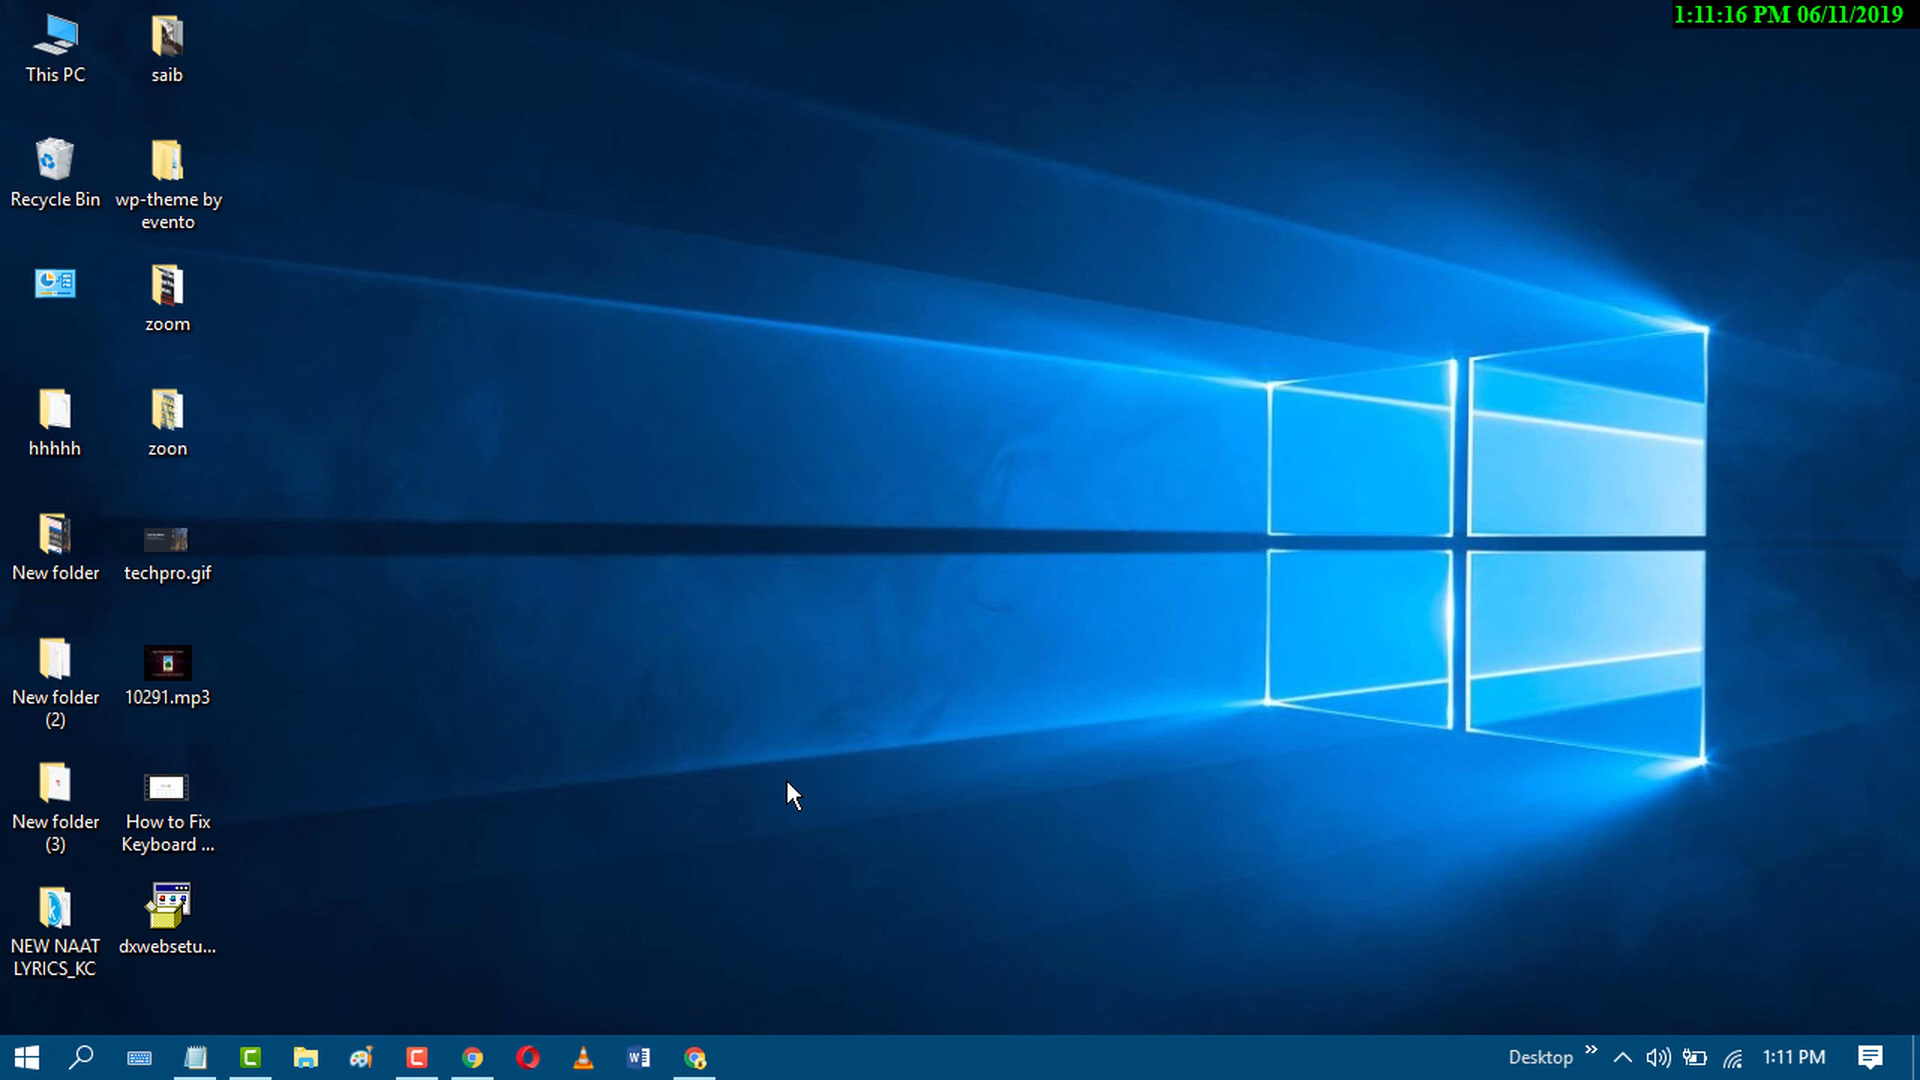 1:11:16 PM 06/11/2019
This PC
saib
Recycle Bin
wp-theme by
evento
zoom
hhhhh
zoon
New folder
techpro.gif
New folder
(2)
10291.mp3
New folder
(3)
How to Fix
Keyboard ...
NEW NAAT
LYRICS_KC
dxwebsetu...
Desktop
1:11 PM